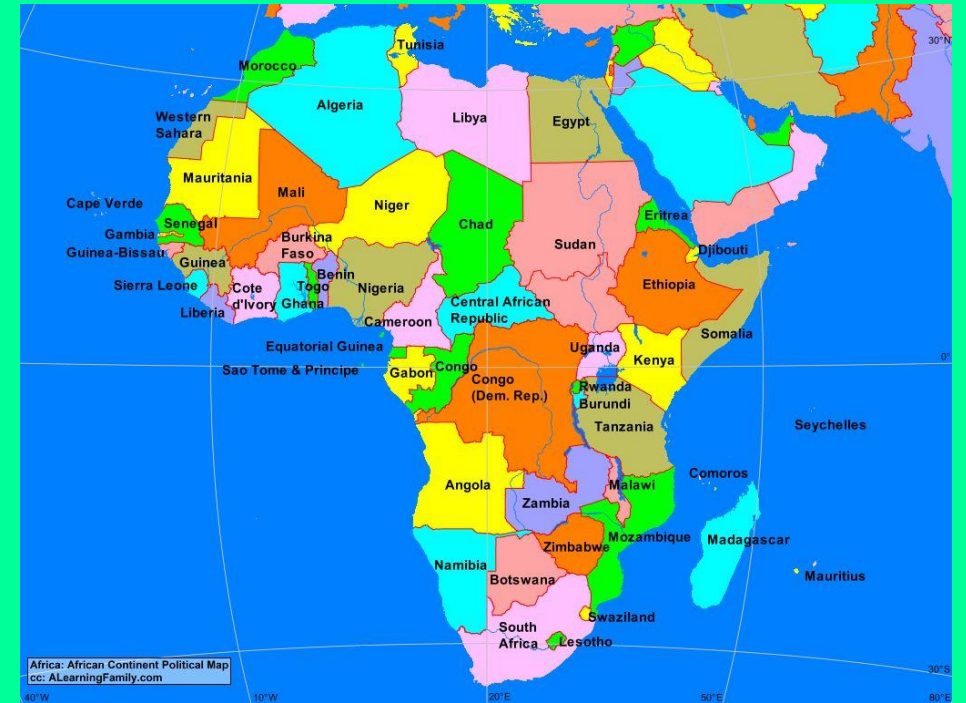 Tunisia
30°N
Morocco
Algeria
Libya
Egypt
Western
Sahara
Mauritania
Mali
Niger
Chad
Cape Verde
Senegal
Eritrea
Gambia
Burkina
Faso
Sudan
Djibouti
Guinea-Bissau
Guinea
Benin
Sierra Leone
Togo
Nigeria
Ethiopia
Cote
d'Ivory
Ghana
Central African
Republic
Liberia
Cameroon
Somalia
Equatorial Guinea
Uganda
Kenya
0°
Sao Tome & Principe
Gabon
Congo
Congo
(Dem. Rep.)
Rwanda
Burundi
Tanzania
Seychelles
Comoros
Angola
Malawi
Zambia
Mozambique
Madagascar
Zimbabwe
Namibia
Botswana
Mauritius
Swaziland
South
Africa
Lesotho
Africa: African Continent Political Map
cc: ALearningFamily.com
30°S
40°W
10°W
20°E
50°E
80°E